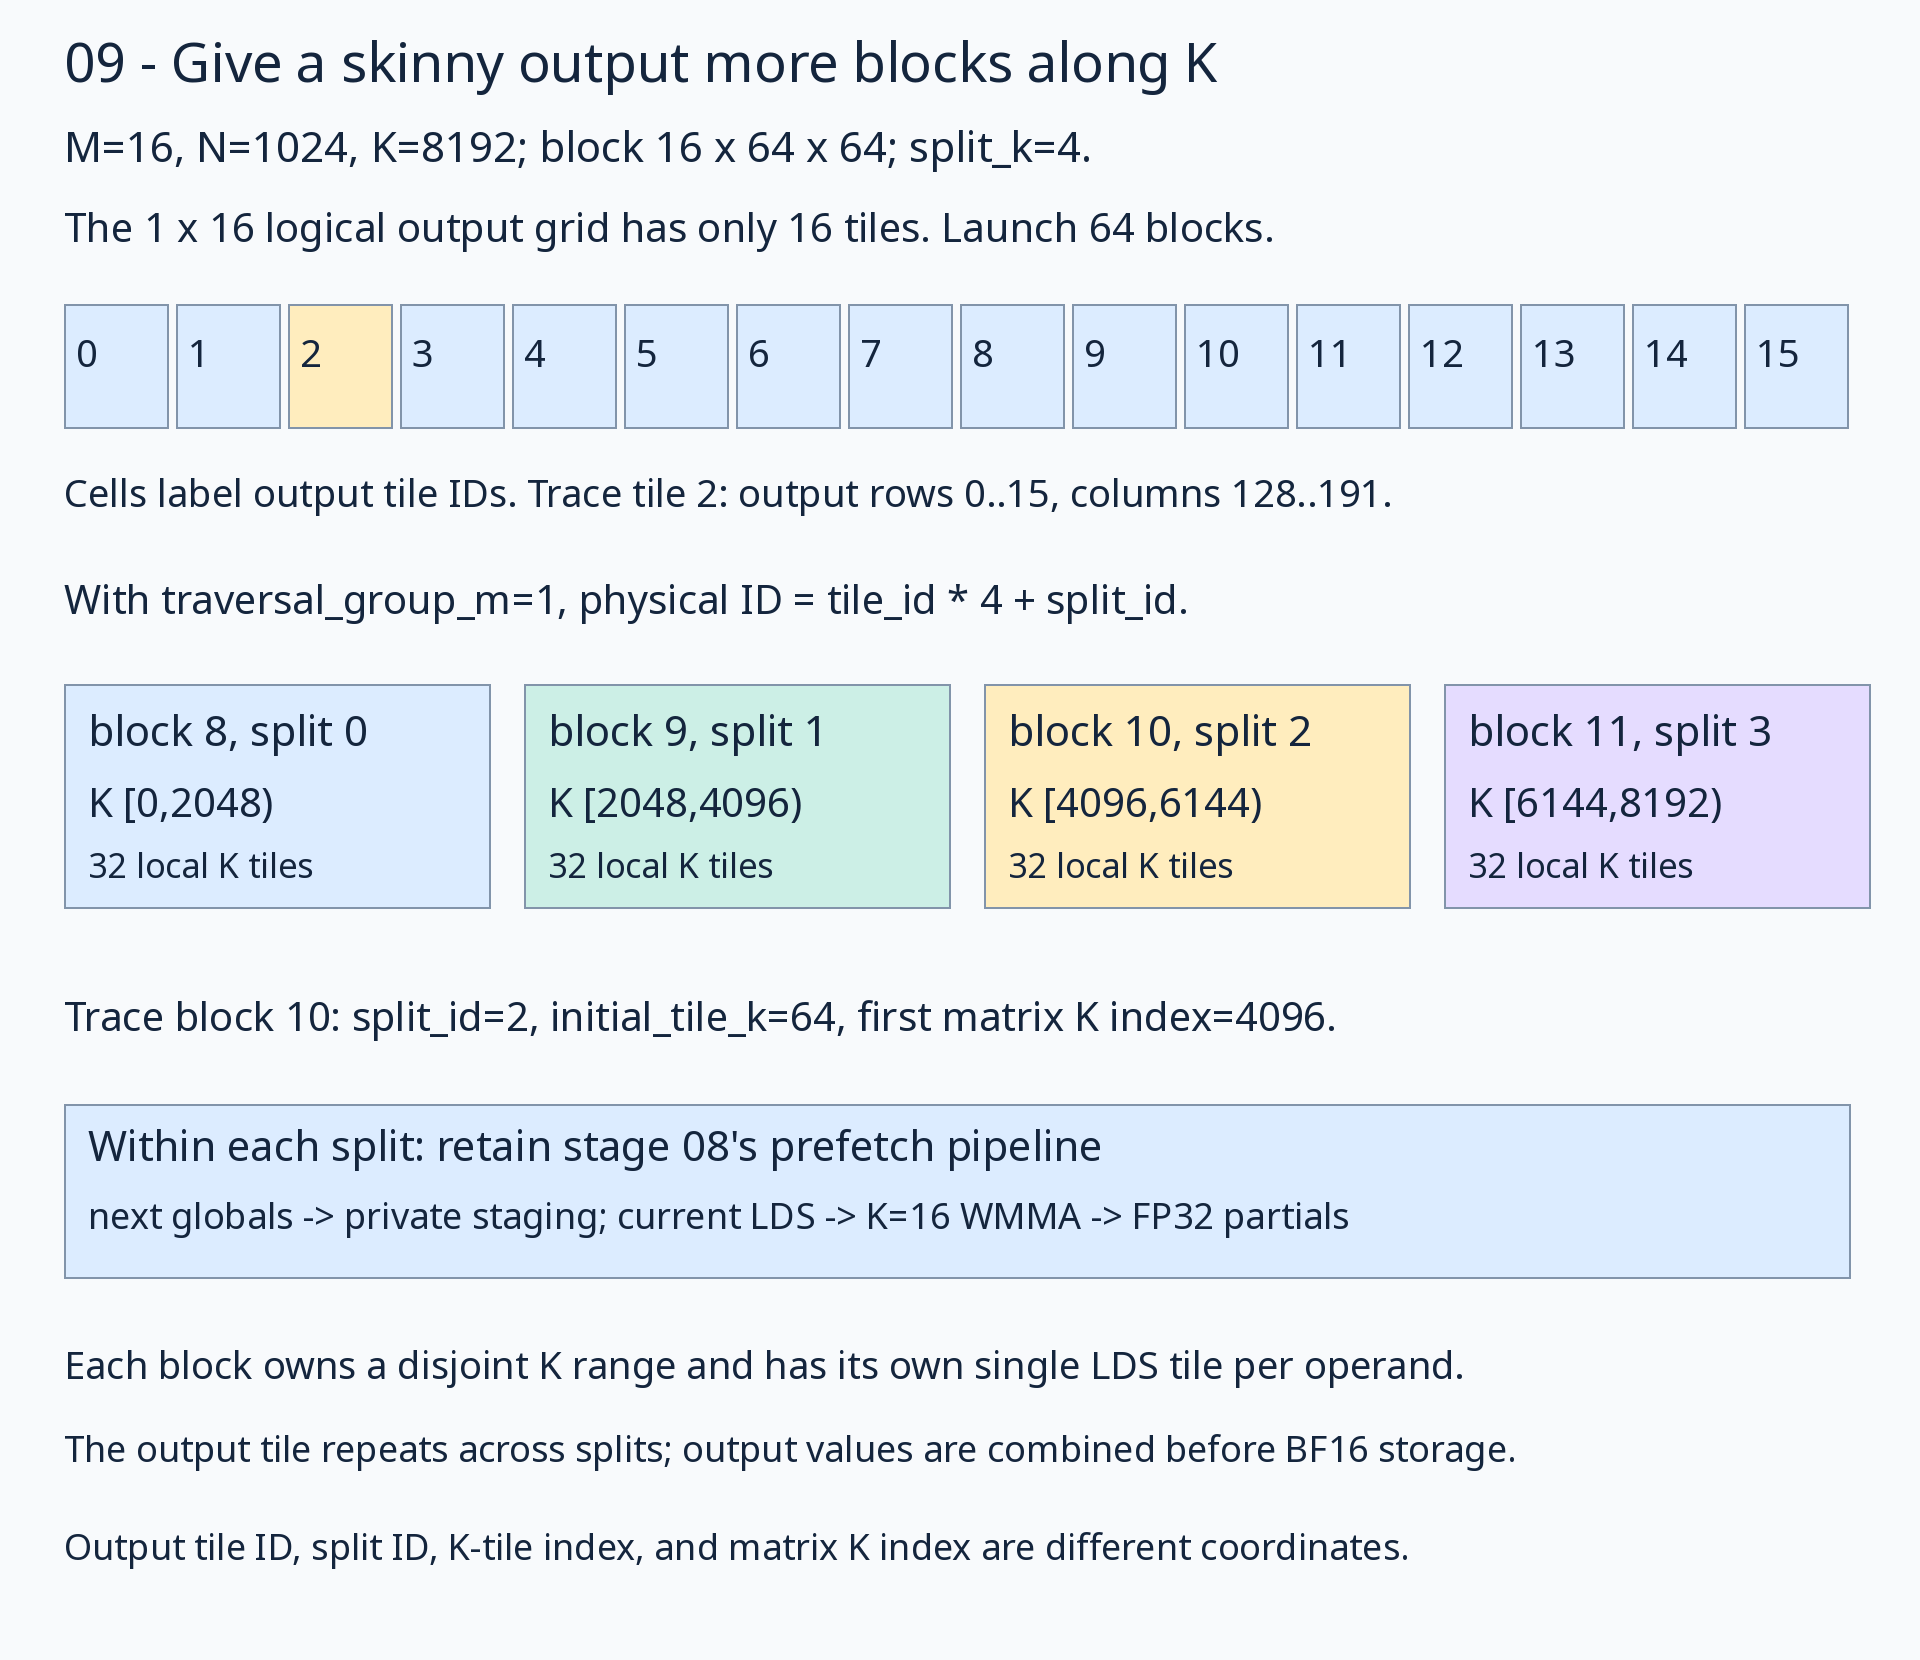 09 - Give a skinny output more blocks along K
M=16, N=1024, K=8192; block 16 x 64 x 64; split_k=4.
The 1 x 16 logical output grid has only 16 tiles. Launch 64 blocks.
0 1 2 3 4 5 6 7 8 9 10 11 12 13 14 15
Cells label output tile IDs. Trace tile 2: output rows 0..15, columns 128..191.
With traversal_group_m=1, physical ID = tile_id * 4 + split_id.
block 8, split 0
K [0,2048)
32 local K tiles
block 9, split 1
K [2048,4096)
32 local K tiles
block 10, split 2
K [4096,6144)
32 local K tiles
block 11, split 3
K [6144,8192)
32 local K tiles
Trace block 10: split_id=2, initial_tile_k=64, first matrix K index=4096.
Within each split: retain stage 08's prefetch pipeline
next globals -> private staging; current LDS -> K=16 WMMA -> FP32 partials
Each block owns a disjoint K range and has its own single LDS tile per operand.
The output tile repeats across splits; output values are combined before BF16 storage.
Output tile ID, split ID, K-tile index, and matrix K index are different coordinates.